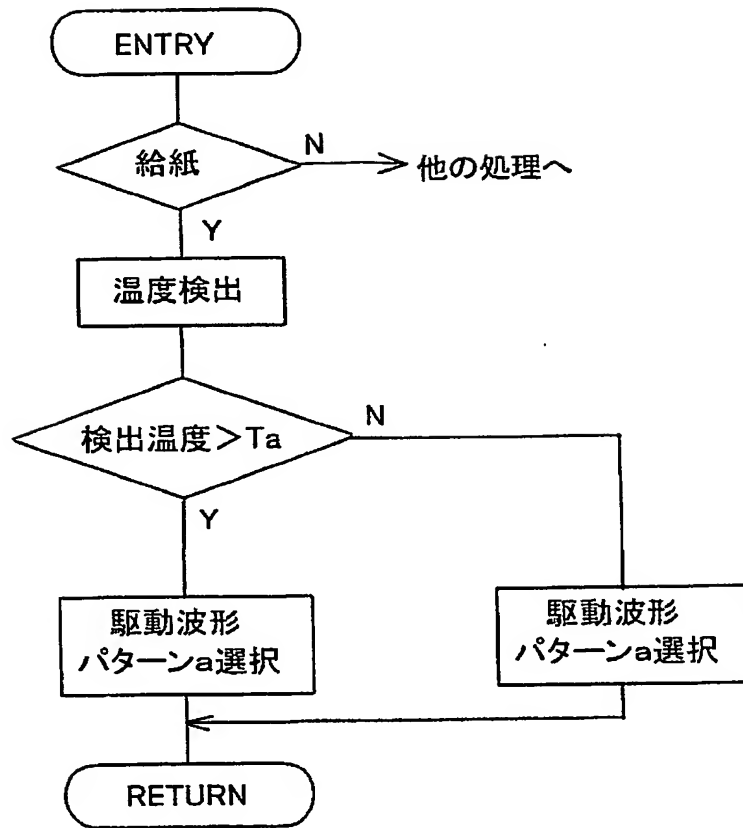 ENTRY
給紙
N
他の処理へ
Y
温度検出
検出温度＞Ta
N
Y
駆動波形
パターンa選択
駆動波形
パターンa選択
RETURN